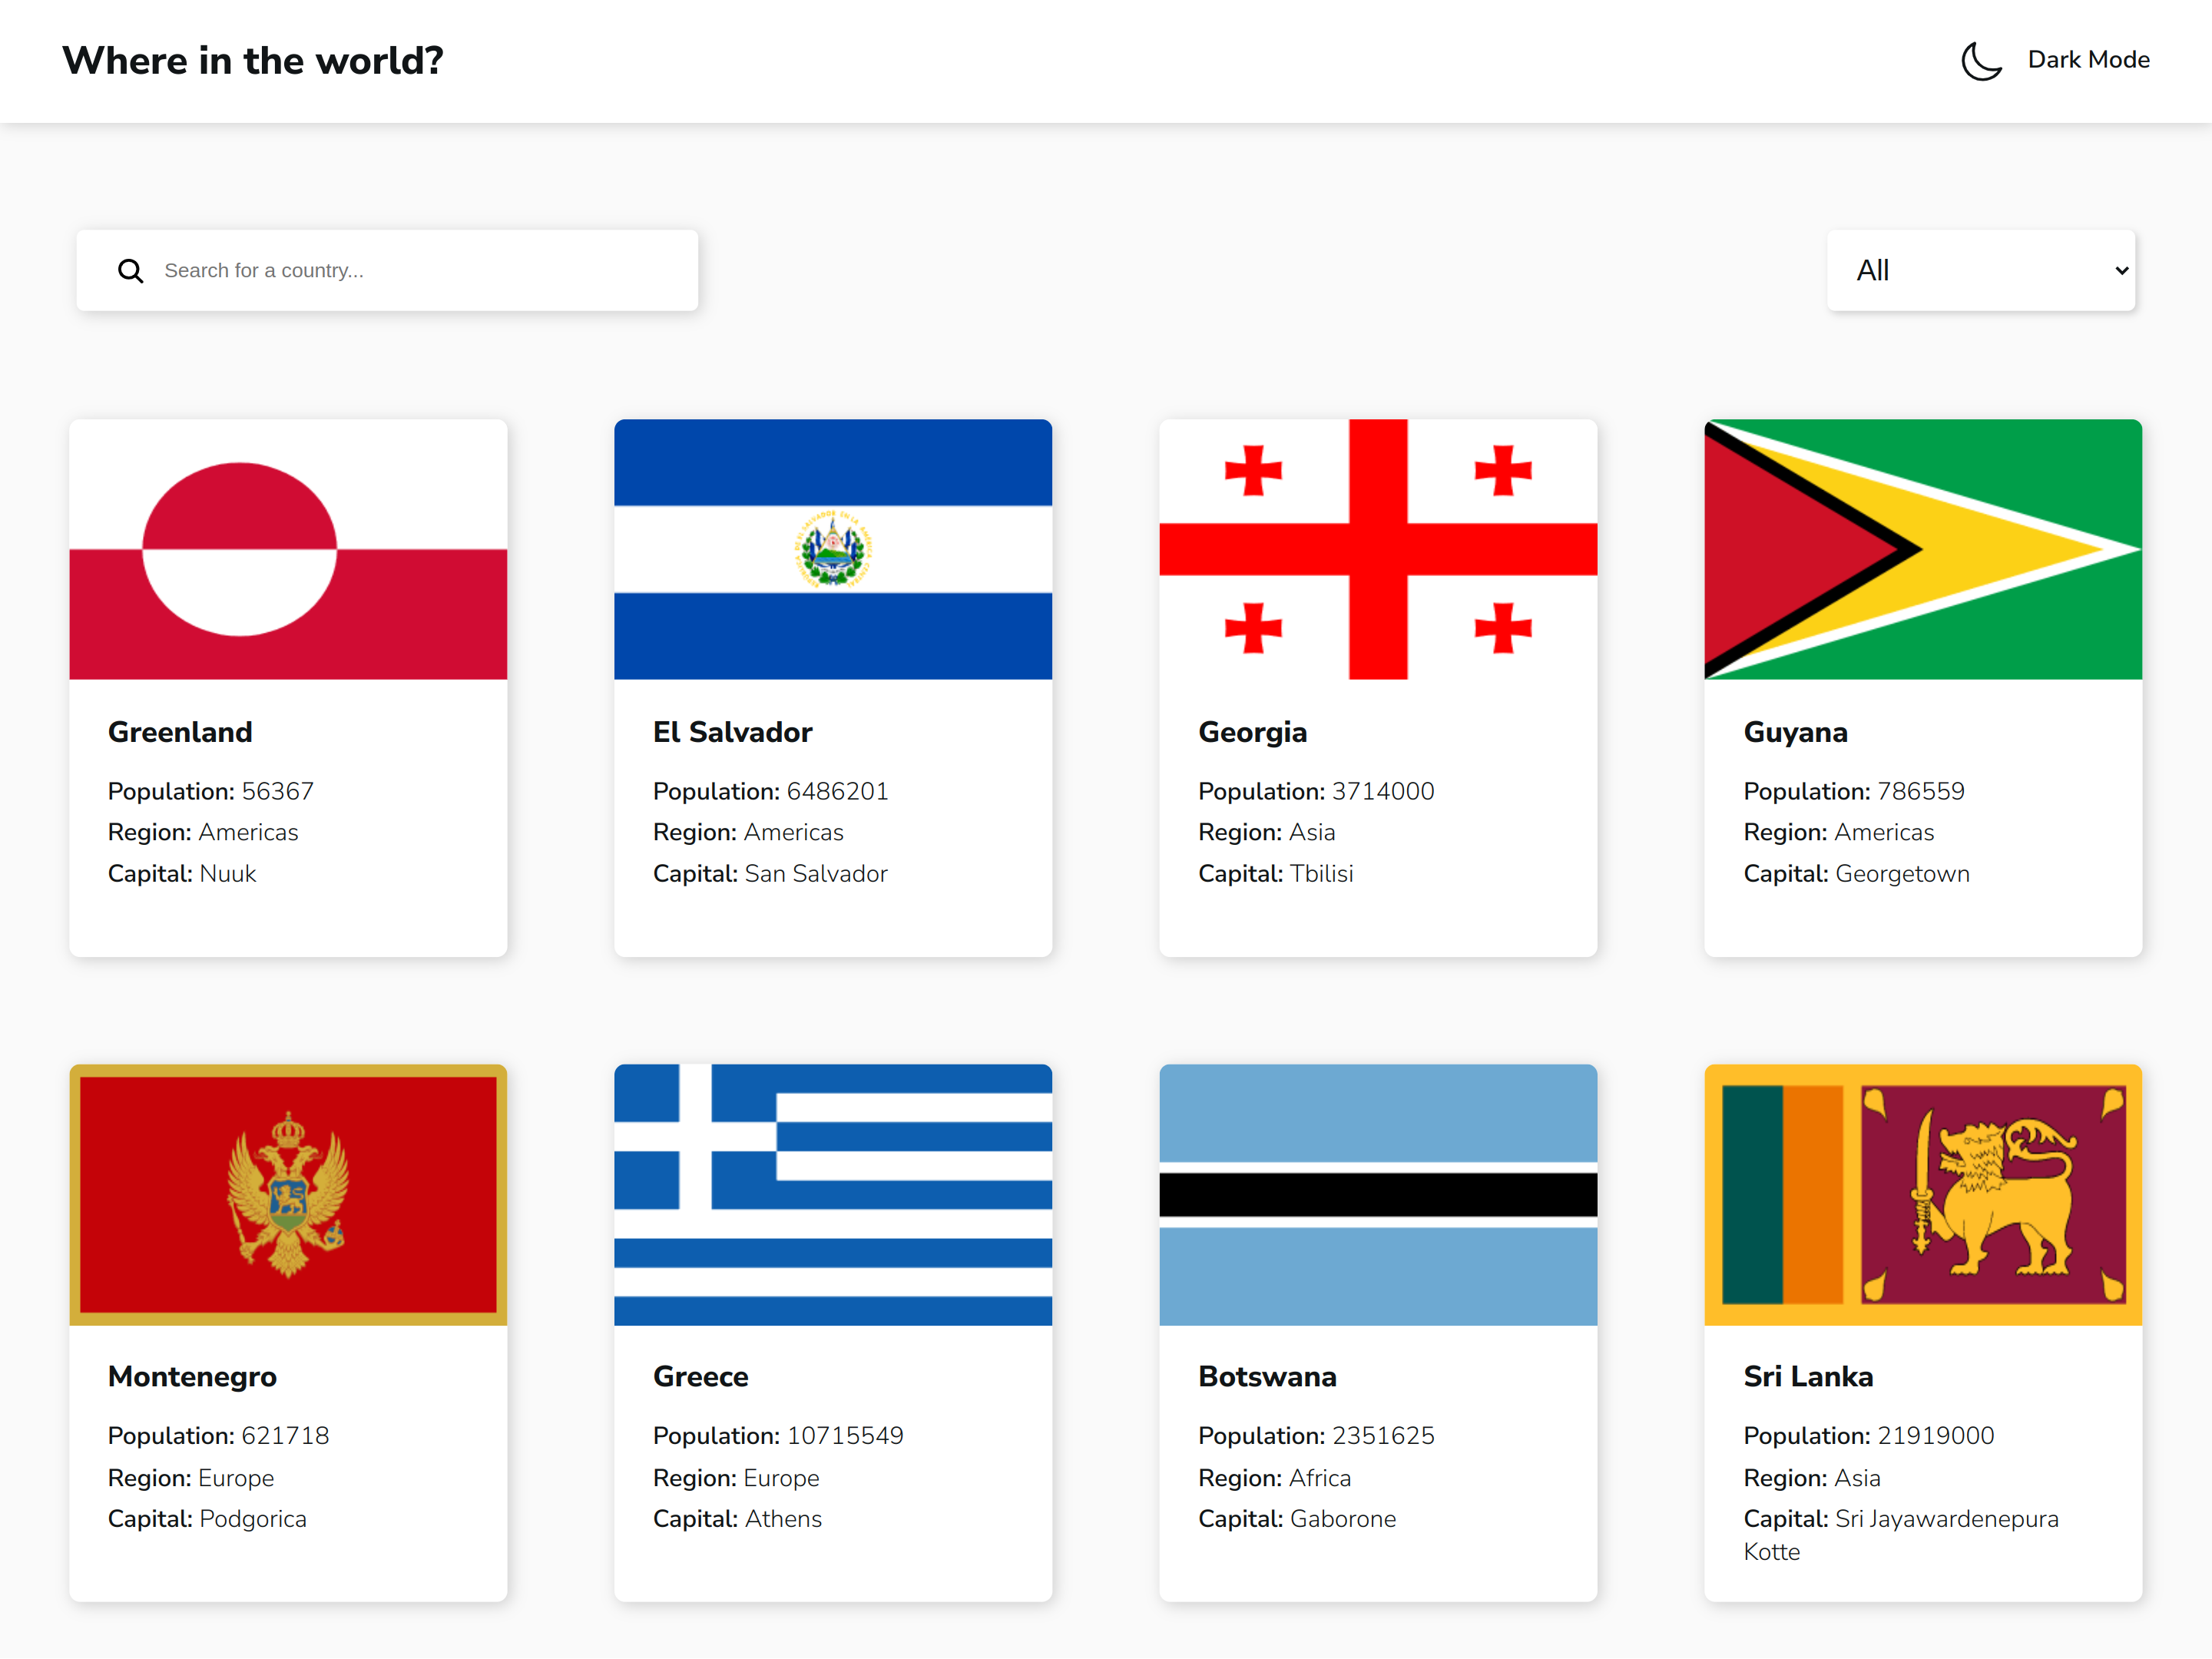 Where in the world?
Dark Mode
Search for a country...
All
Greenland
Population: 56367
Region: Americas
Capital: Nuuk
El Salvador
Population: 6486201
Region: Americas
Capital: San Salvador
Georgia
Population: 3714000
Region: Asia
Capital: Tbilisi
Guyana
Population: 786559
Region: Americas
Capital: Georgetown
Montenegro
Population: 621718
Region: Europe
Capital: Podgorica
Greece
Population: 10715549
Region: Europe
Capital: Athens
Botswana
Population: 2351625
Region: Africa
Capital: Gaborone
Sri Lanka
Population: 21919000
Region: Asia
Capital: Sri Jayawardenepura
Kotte